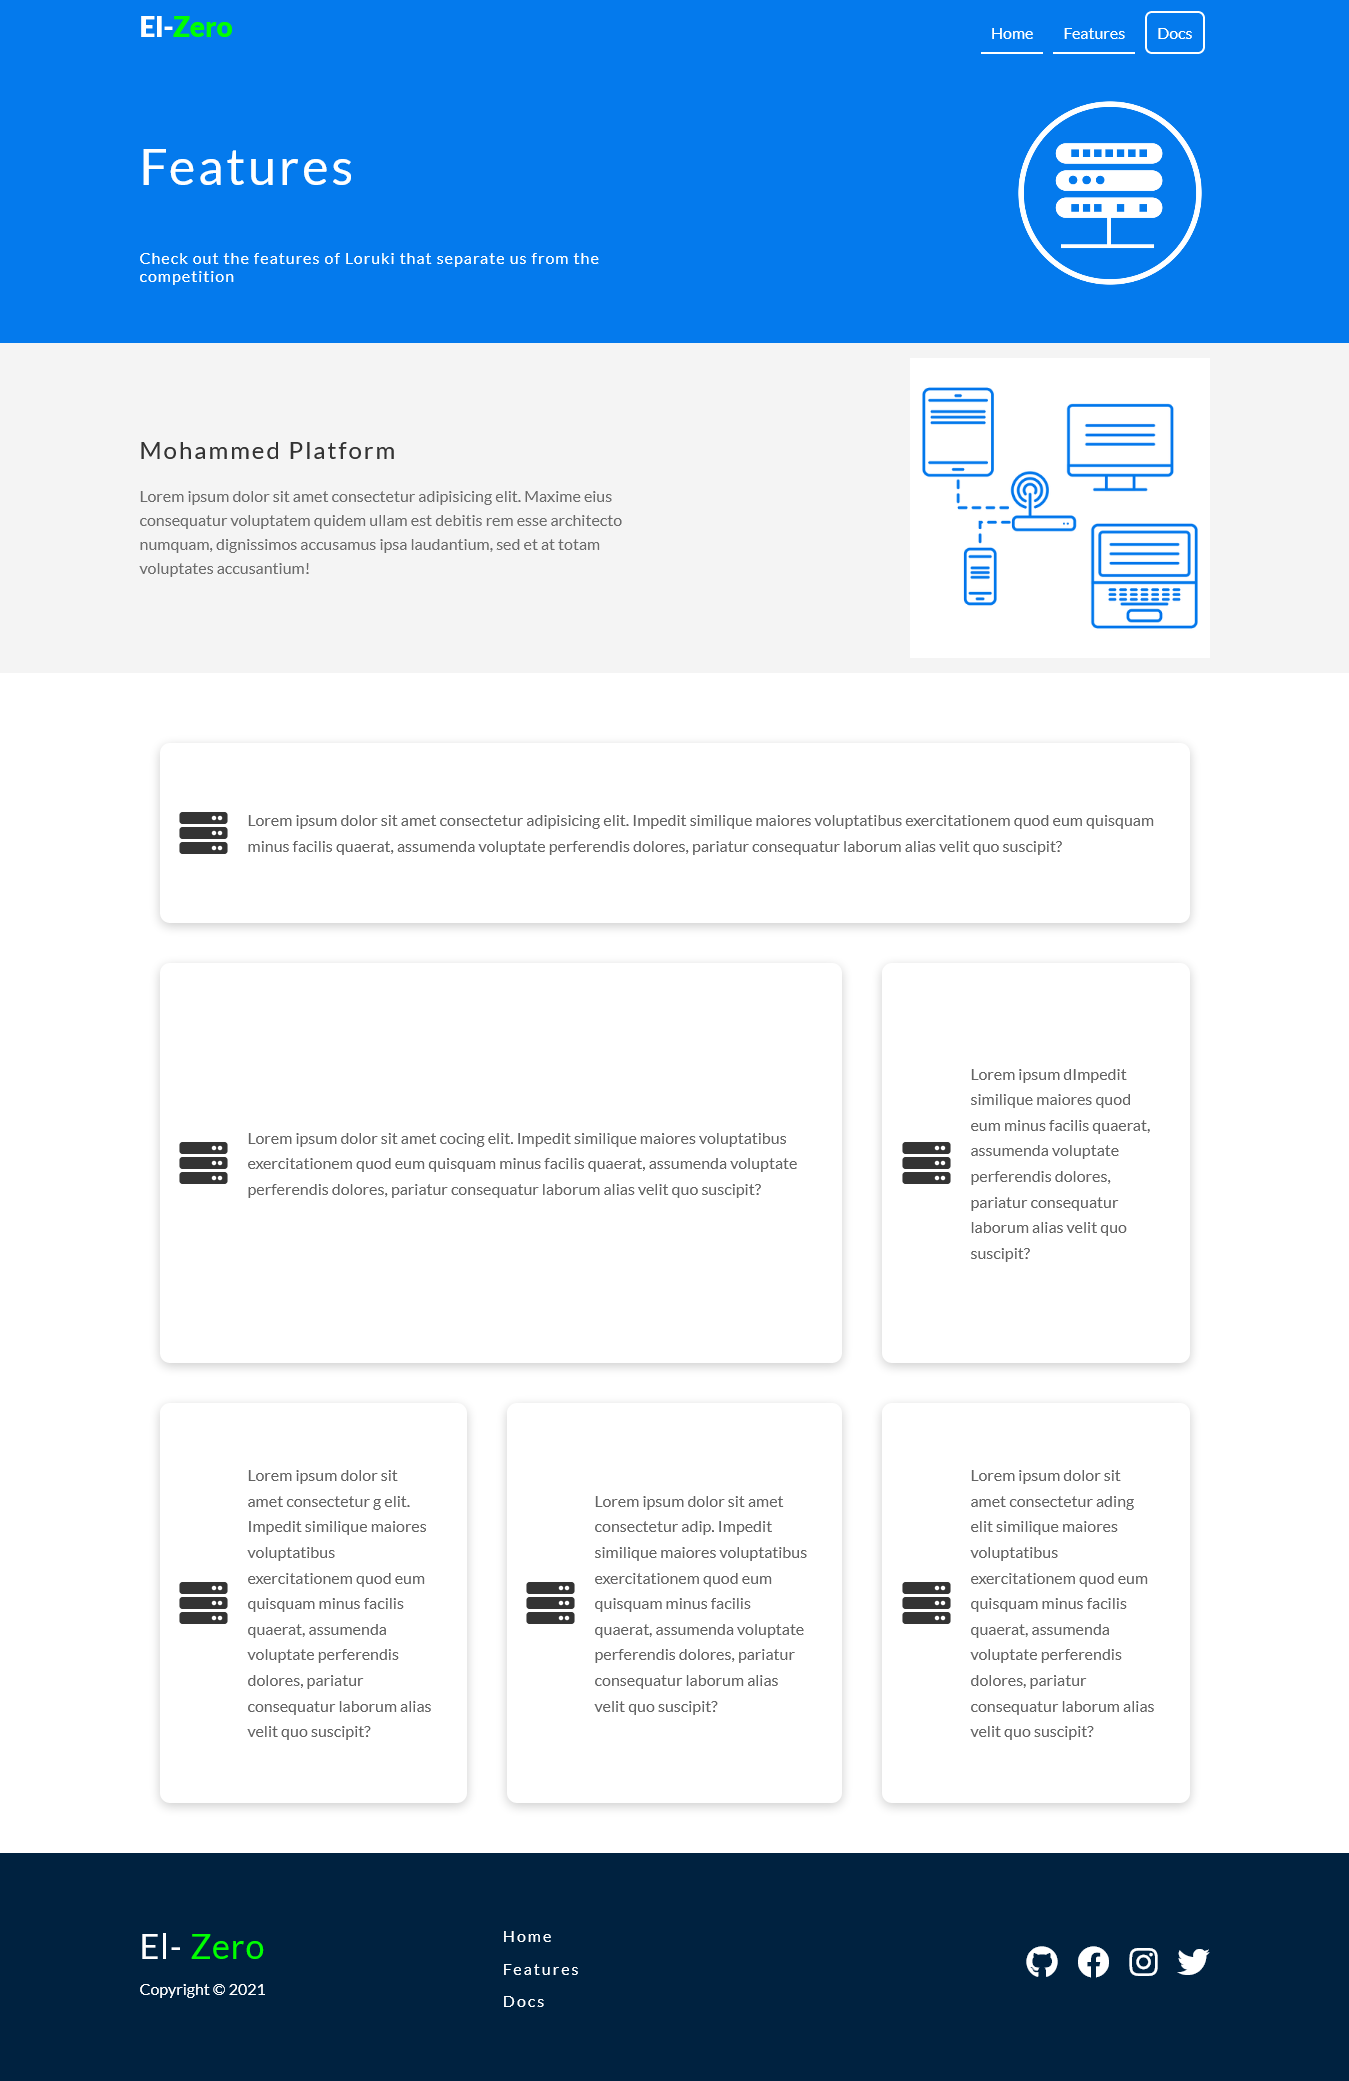 El-Zero
Home Features Docs
Features
Check out the features of Loruki that separate us from the
competition
Mohammed Platform
Lorem ipsum dolor sit amet consectetur adipisicing elit. Maxime eius
consequatur voluptatem quidem ullam est debitis rem esse architecto
numquam, dignissimos accusamus ipsa laudantium, sed et at totam
voluptates accusantium!
Lorem ipsum dolor sit amet consectetur adipisicing elit. Impedit similique maiores voluptatibus exercitationem quod eum quisquam
minus facilis quaerat, assumenda voluptate perferendis dolores, pariatur consequatur laborum alias velit quo suscipit?
Lorem ipsum dolor sit amet cocing elit. Impedit similique maiores voluptatibus
exercitationem quod eum quisquam minus facilis quaerat, assumenda voluptate
perferendis dolores, pariatur consequatur laborum alias velit quo suscipit?
Lorem ipsum dImpedit
similique maiores quod
eum minus facilis quaerat,
assumenda voluptate
perferendis dolores,
pariatur consequatur
laborum alias velit quo
suscipit?
Lorem ipsum dolor sit
amet consectetur g elit.
Impedit similique maiores
voluptatibus
exercitationem quod eum
quisquam minus facilis
quaerat, assumenda
voluptate perferendis
dolores, pariatur
consequatur laborum alias
velit quo suscipit?
Lorem ipsum dolor sit amet
consectetur adip. Impedit
similique maiores voluptatibus
exercitationem quod eum
quisquam minus facilis
quaerat, assumenda voluptate
perferendis dolores, pariatur
consequatur laborum alias
velit quo suscipit?
Lorem ipsum dolor sit
amet consectetur ading
elit similique maiores
voluptatibus
exercitationem quod eum
quisquam minus facilis
quaerat, assumenda
voluptate perferendis
dolores, pariatur
consequatur laborum alias
velit quo suscipit?
El- Zero
Copyright © 2021
Home
Features
Docs